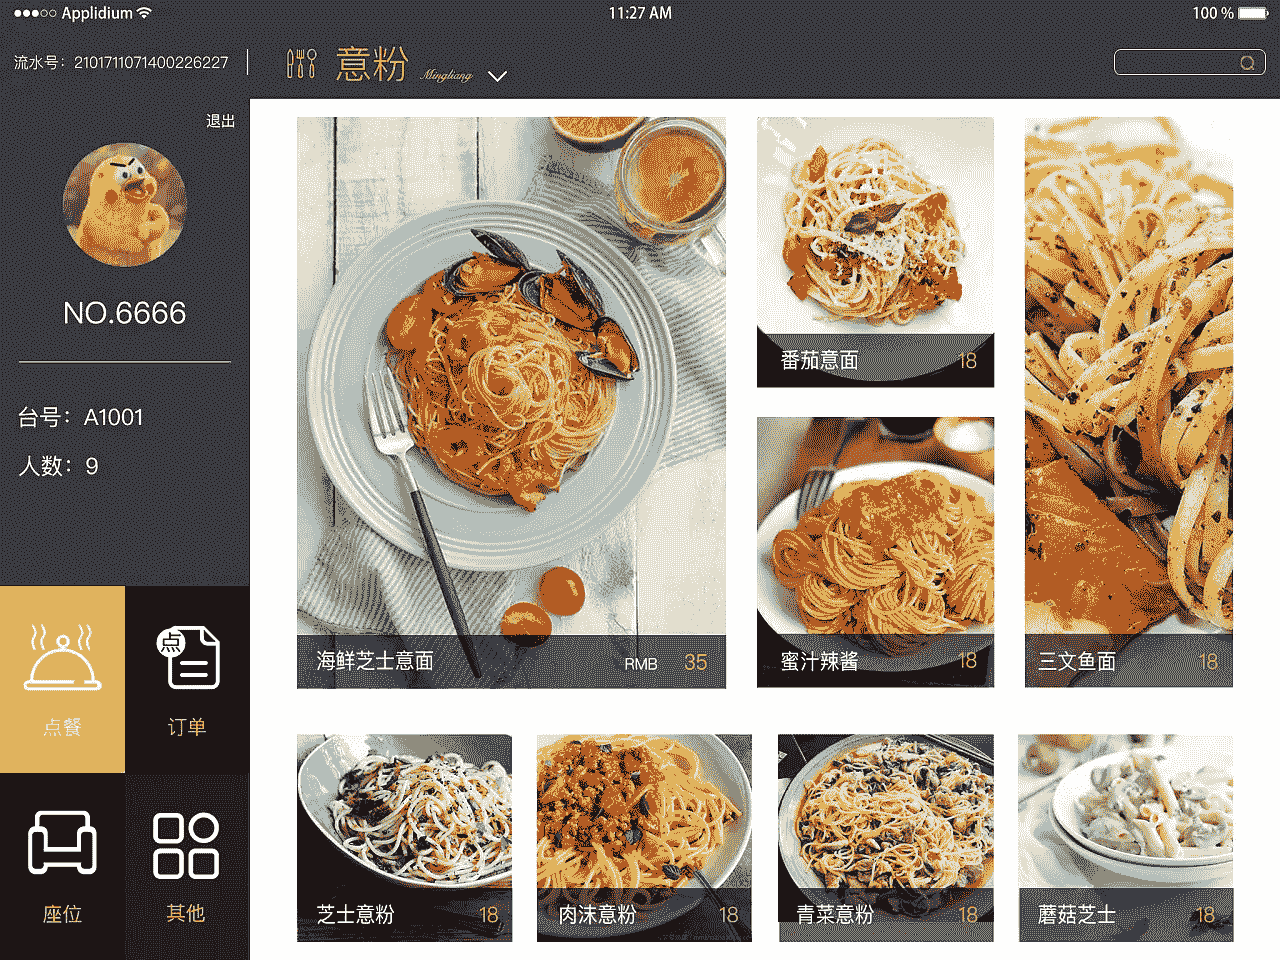 Applidium
11:27 AM
100 %
流水号：2101711071400226227
意粉
Mingliang
退出
NO.6666
台号：A1001
人数：9
点餐
订单
座位
其他
海鲜芝士意面 RMB 35
番茄意面 18
蜜汁辣酱 18
三文鱼面 18
芝士意粉 18
肉沫意粉 18
青菜意粉 18
蘑菇芝士 18
点